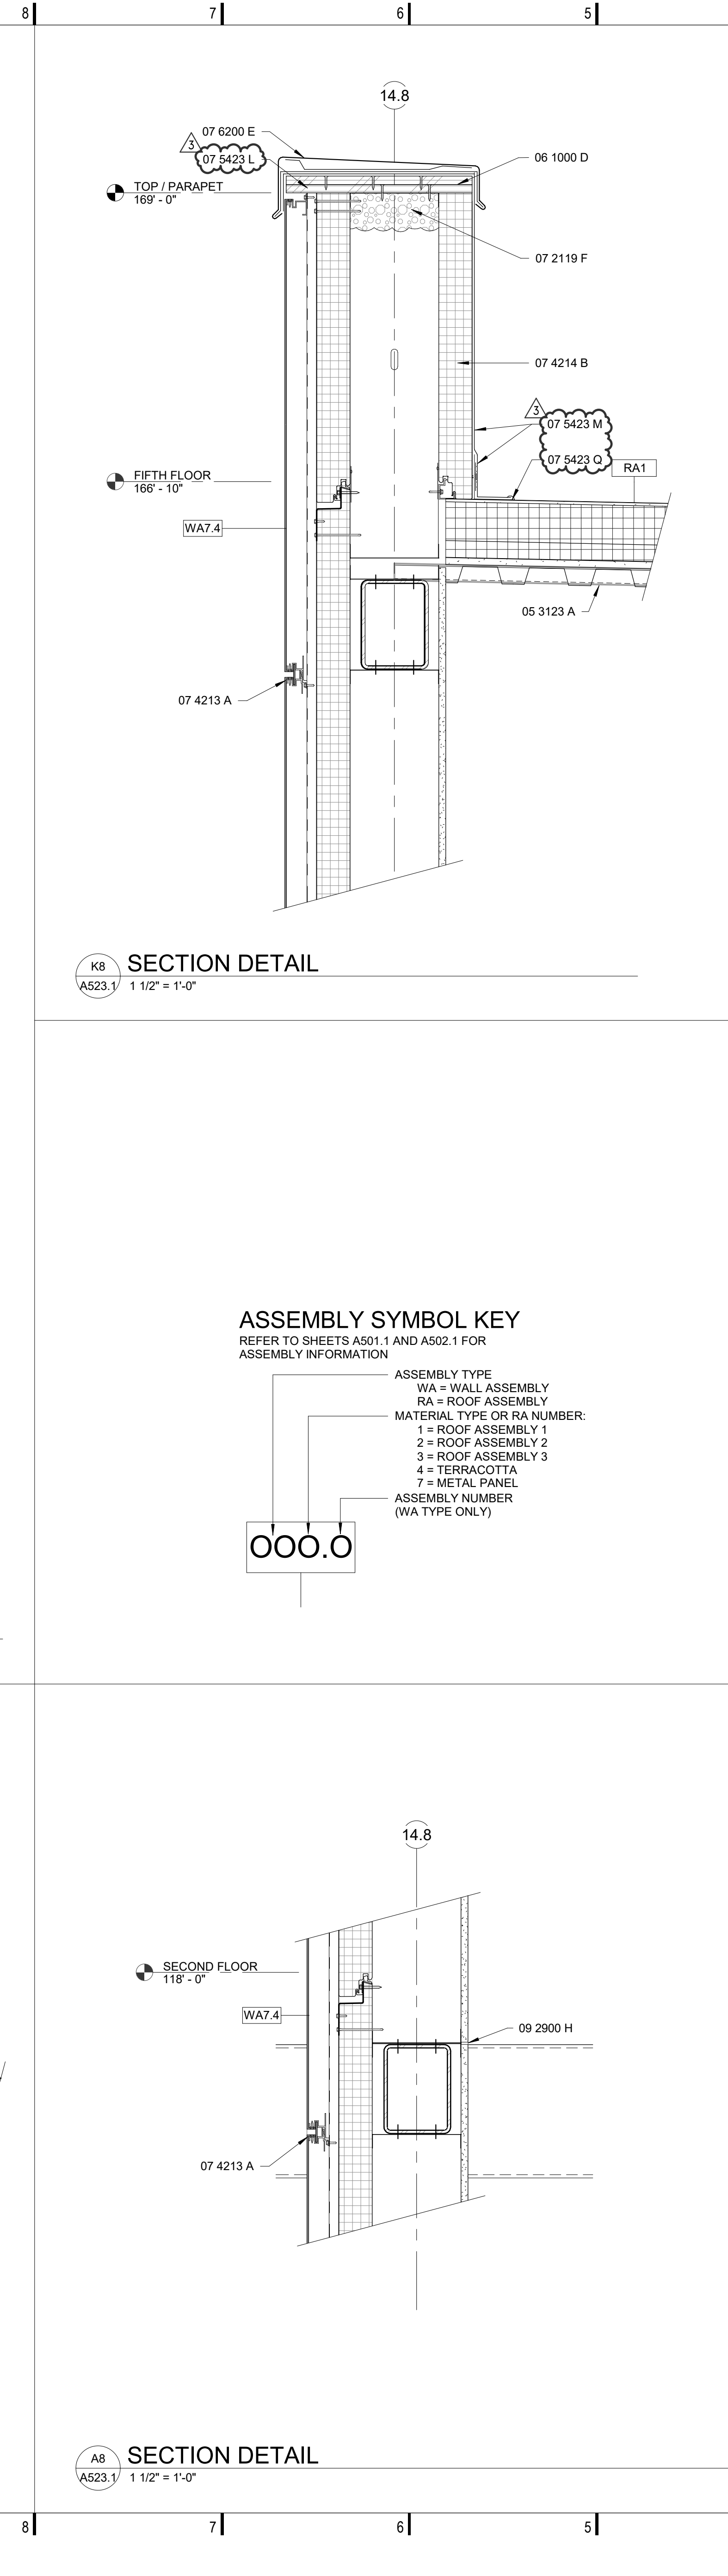 8 7 6 5
14.8
07 6200 E
3
07 5423 L
06 1000 D
TOP / PARAPET
169' - 0"
07 2119 F
07 4214 B
3
07 5423 M
07 5423 Q
RA1
FIFTH FLOOR
166' - 10"
WA7.4
05 3123 A
07 4213 A
K8 SECTION DETAIL
A523.1 1 1/2" = 1'-0"
ASSEMBLY SYMBOL KEY
REFER TO SHEETS A501.1 AND A502.1 FOR
ASSEMBLY INFORMATION
ASSEMBLY TYPE
WA = WALL ASSEMBLY
RA = ROOF ASSEMBLY
MATERIAL TYPE OR RA NUMBER:
1 = ROOF ASSEMBLY 1
2 = ROOF ASSEMBLY 2
3 = ROOF ASSEMBLY 3
4 = TERRACOTTA
7 = METAL PANEL
ASSEMBLY NUMBER
(WA TYPE ONLY)
OOO.O
14.8
SECOND FLOOR
118' - 0"
WA7.4
09 2900 H
07 4213 A
A8 SECTION DETAIL
A523.1 1 1/2" = 1'-0"
8 7 6 5